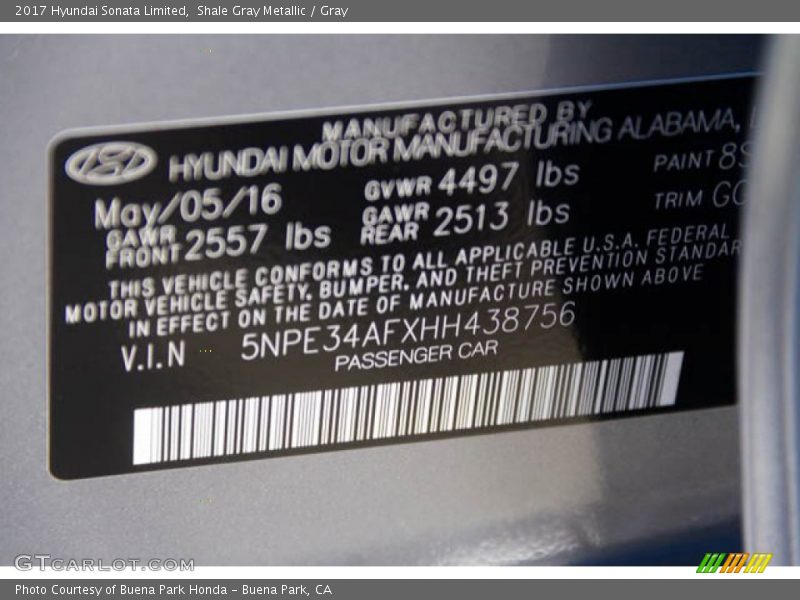 2017 Hyundai Sonata Limited, Shale Gray Metallic / Gray
MANUFACTURED BY
HYUNDAI MOTOR MANUFACTURING ALABAMA,
May/05/16 GVWR 4497 lbs PAINT
GAWR FRONT 2557 lbs GAWR REAR 2513 lbs TRIM
THIS VEHICLE CONFORMS TO ALL APPLICABLE U.S.A. FEDERAL
MOTOR VEHICLE SAFETY, BUMPER, AND THEFT PREVENTION STANDAR
IN EFFECT ON THE DATE OF MANUFACTURE SHOWN ABOVE
V.I.N 5NPE34AFXHH438756
PASSENGER CAR
GTCARLOT.COM
Photo Courtesy of Buena Park Honda - Buena Park, CA